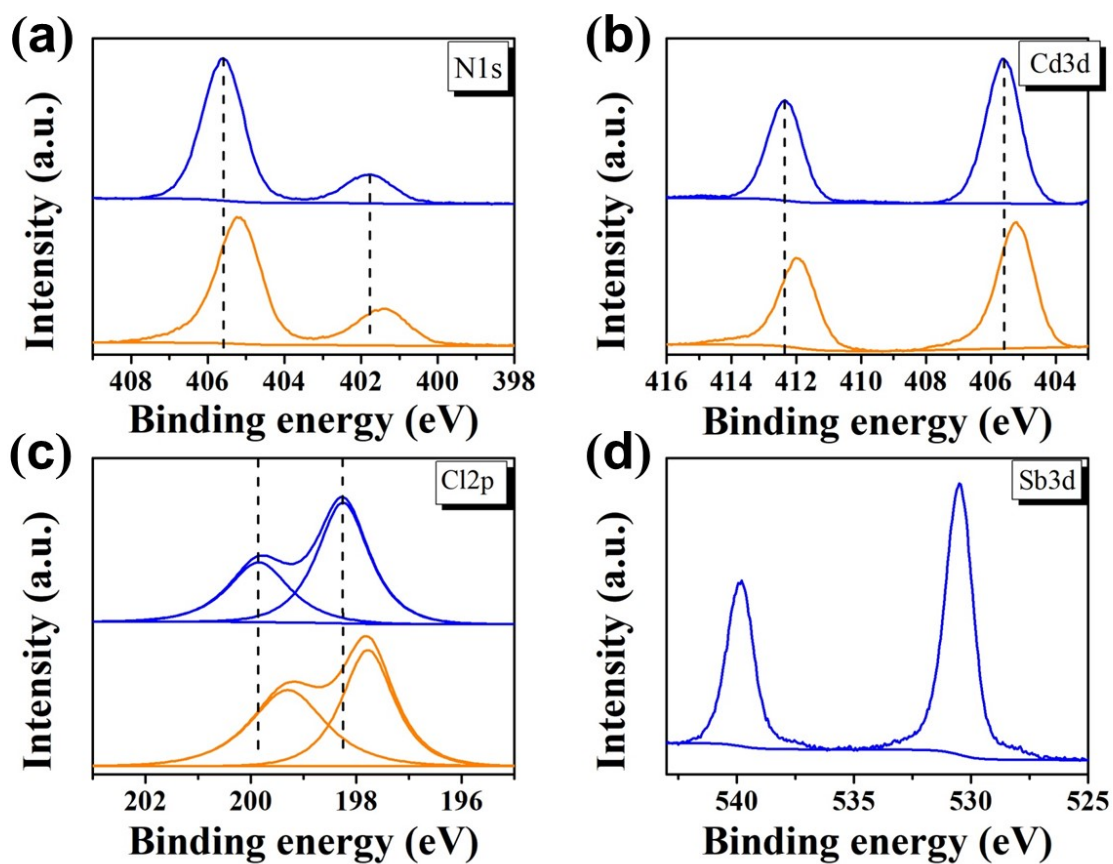 (a)
N1s
Intensity (a.u.)
408 406 404 402 400 398
Binding energy (eV)
(b)
Cd3d
Intensity (a.u.)
416 414 412 410 408 406 404
Binding energy (eV)
(c)
Cl2p
Intensity (a.u.)
202 200 198 196
Binding energy (eV)
(d)
Sb3d
Intensity (a.u.)
540 535 530 525
Binding energy (eV)